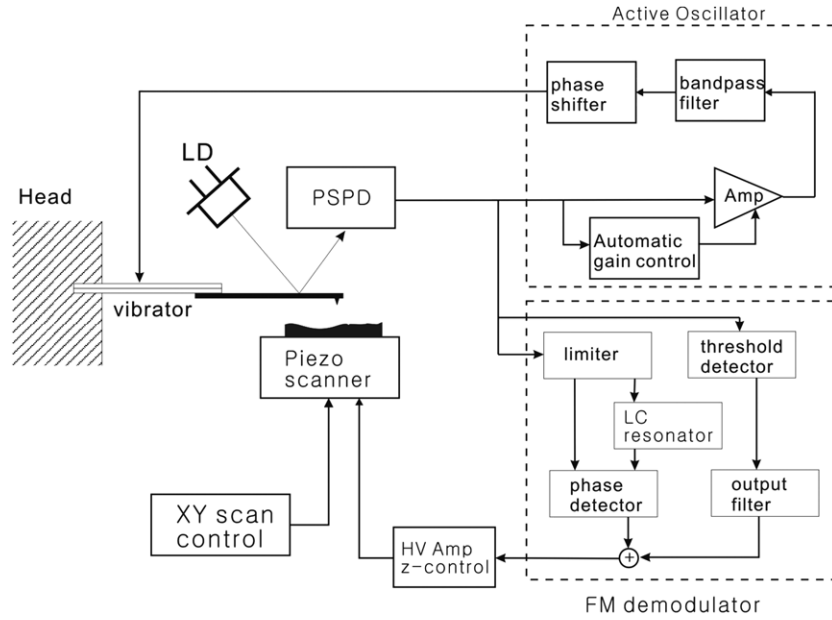 Active Oscillator
phase
shifter
bandpass
filter
LD
Head
PSPD
Amp
Automatic
gain control
vibrator
Piezo
scanner
limiter
threshold
detector
LC
resonator
phase
detector
output
filter
XY scan
control
HV Amp
z-control
+
FM demodulator